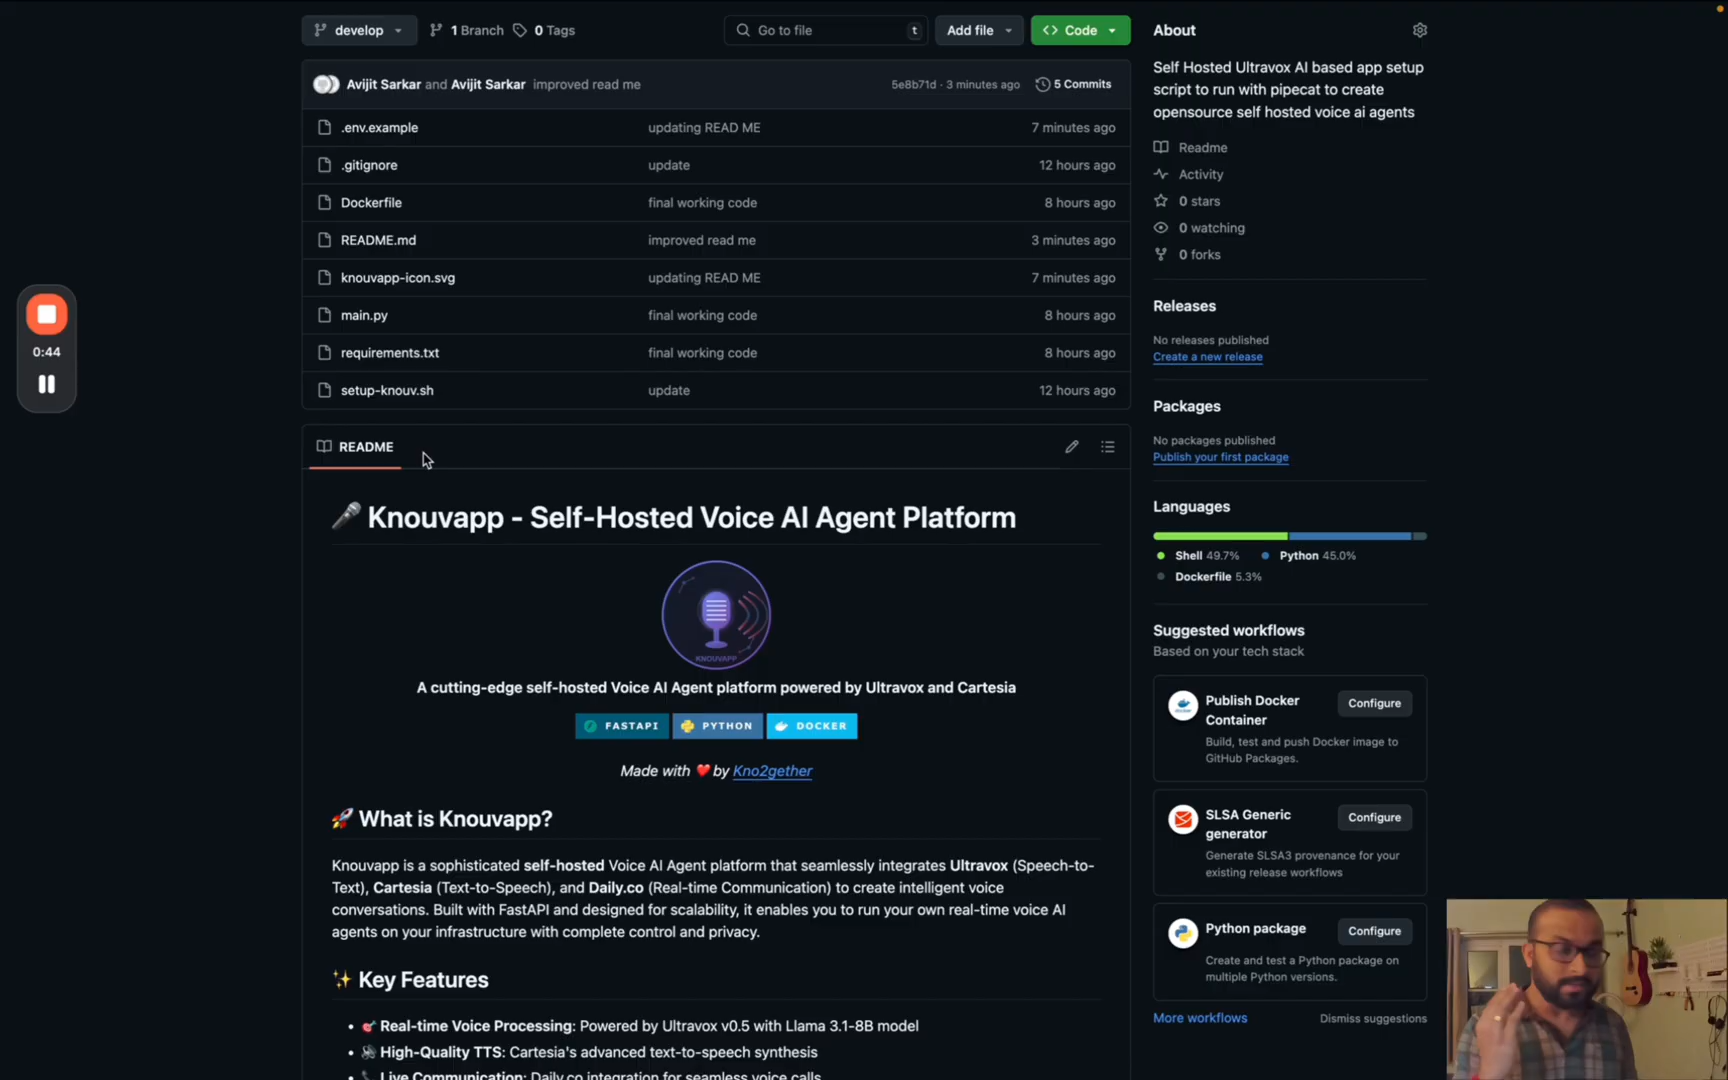 develop
1 Branch
0 Tags
Go to file
t
Add file
Code
Avijit Sarkar and Avijit Sarkar improved read me
5e8b71d · 3 minutes ago
5 Commits
.env.example
updating READ ME
7 minutes ago
.gitignore
update
12 hours ago
Dockerfile
final working code
8 hours ago
README.md
improved read me
3 minutes ago
knouvapp-icon.svg
updating READ ME
7 minutes ago
main.py
final working code
8 hours ago
requirements.txt
final working code
8 hours ago
setup-knouv.sh
update
12 hours ago
0:44
README
🎤 Knouvapp - Self-Hosted Voice AI Agent Platform
KNOUVAPP
A cutting-edge self-hosted Voice AI Agent platform powered by Ultravox and Cartesia
FASTAPI
PYTHON
DOCKER
Made with ❤️ by Kno2gether
🚀 What is Knouvapp?
Knouvapp is a sophisticated self-hosted Voice AI Agent platform that seamlessly integrates Ultravox (Speech-to-
Text), Cartesia (Text-to-Speech), and Daily.co (Real-time Communication) to create intelligent voice
conversations. Built with FastAPI and designed for scalability, it enables you to run your own real-time voice AI
agents on your infrastructure with complete control and privacy.
✨ Key Features
• 🎯 Real-time Voice Processing: Powered by Ultravox v0.5 with Llama 3.1-8B model
• 🔊 High-Quality TTS: Cartesia's advanced text-to-speech synthesis
• 📞 Live Communication: Daily.co integration for seamless voice calls
About
Self Hosted Ultravox AI based app setup
script to run with pipecat to create
opensource self hosted voice ai agents
Readme
Activity
0 stars
0 watching
0 forks
Releases
No releases published
Create a new release
Packages
No packages published
Publish your first package
Languages
Shell 49.7%
Python 45.0%
Dockerfile 5.3%
Suggested workflows
Based on your tech stack
Publish Docker
Container
Configure
Build, test and push Docker image to
GitHub Packages.
SLSA Generic
generator
Configure
Generate SLSA3 provenance for your
existing release workflows
Python package
Configure
Create and test a Python package on
multiple Python versions.
More workflows
Dismiss suggestions